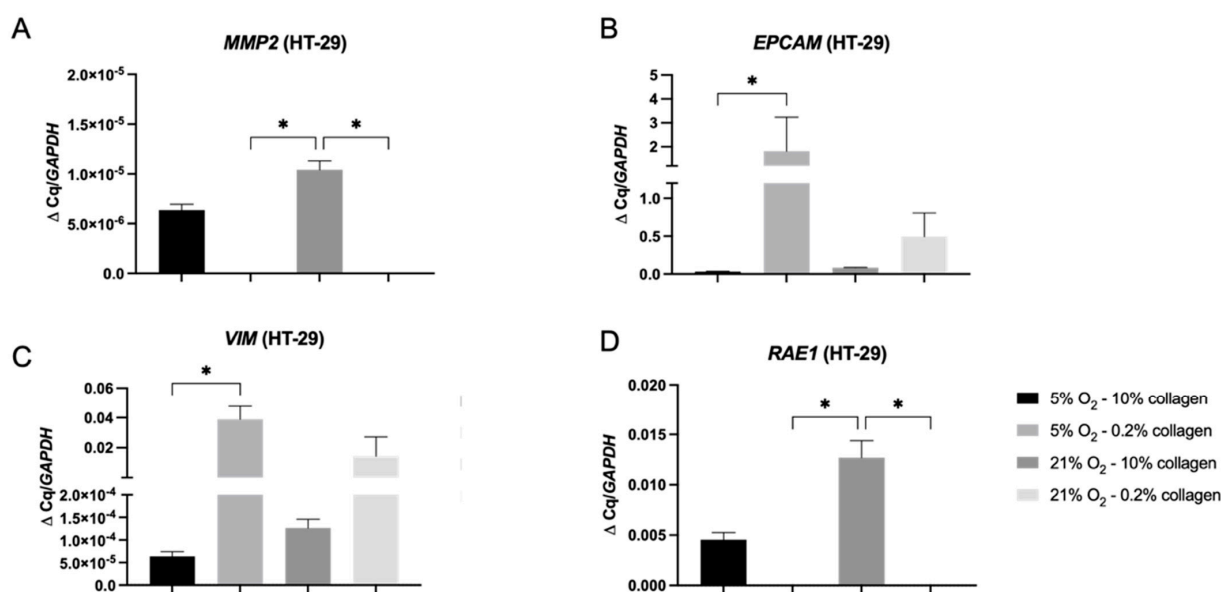 A
MMP2 (HT-29)
Δ Cq/GAPDH
2.0×10⁻⁵
1.5×10⁻⁵
1.0×10⁻⁵
5.0×10⁻⁶
0.0
*
*
B
EPCAM (HT-29)
Δ Cq/GAPDH
5
4
3
2
1.0
0.5
0.0
*
C
VIM (HT-29)
Δ Cq/GAPDH
0.06
0.04
0.02
2.0×10⁻⁴
1.5×10⁻⁴
1.0×10⁻⁴
5.0×10⁻⁵
0.0
*
D
RAE1 (HT-29)
Δ Cq/GAPDH
0.020
0.015
0.010
0.005
0.000
*
*
5% O₂ - 10% collagen
5% O₂ - 0.2% collagen
21% O₂ - 10% collagen
21% O₂ - 0.2% collagen